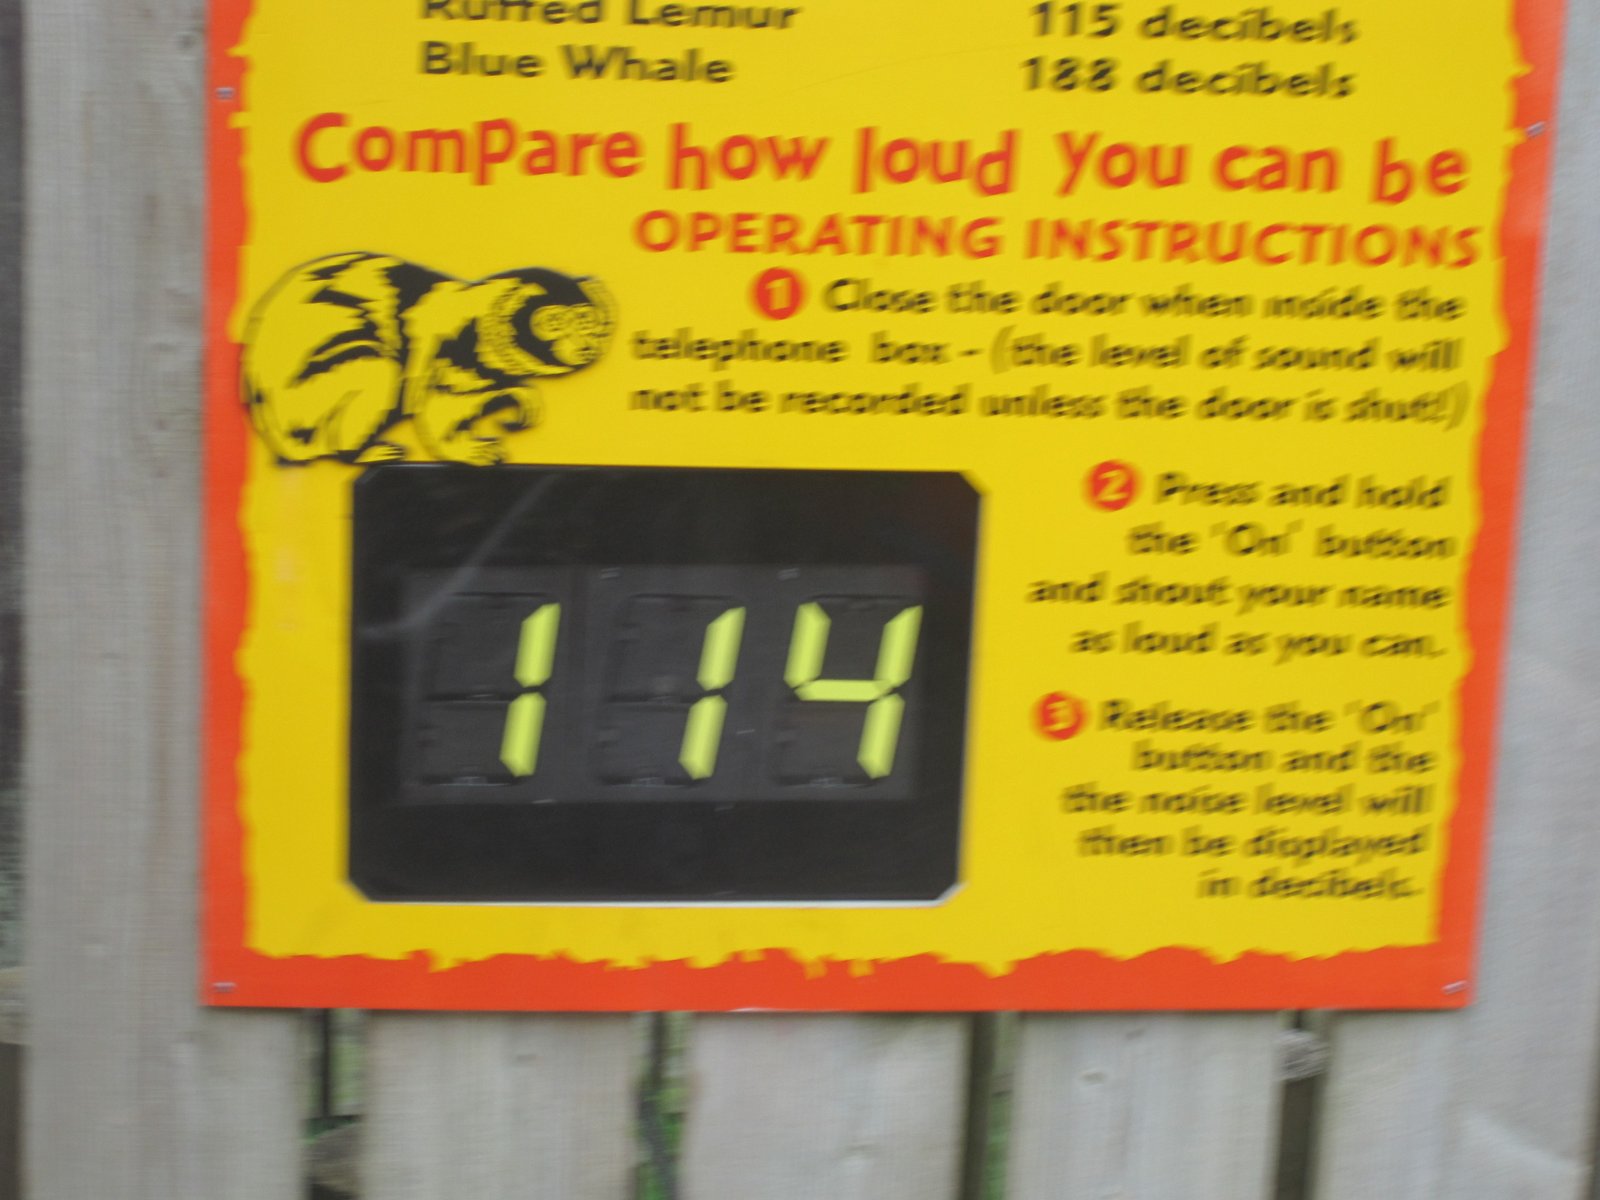 Ruffed Lemur 115 decibels
Blue Whale 188 decibels
Compare how loud you can be
OPERATING INSTRUCTIONS
1 Close the door when inside the
telephone box - (the level of sound will
not be recorded unless the door is shut!)
2 Press and hold
the 'On' button
and shout your name
as loud as you can.
3 Release the 'On'
button and the
the noise level will
then be displayed
in decibels.
114